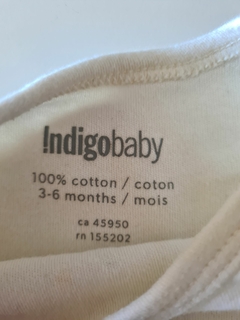 !ndigobaby
100% cotton / coton
3-6 months / mois
ca 45950
rn 155202